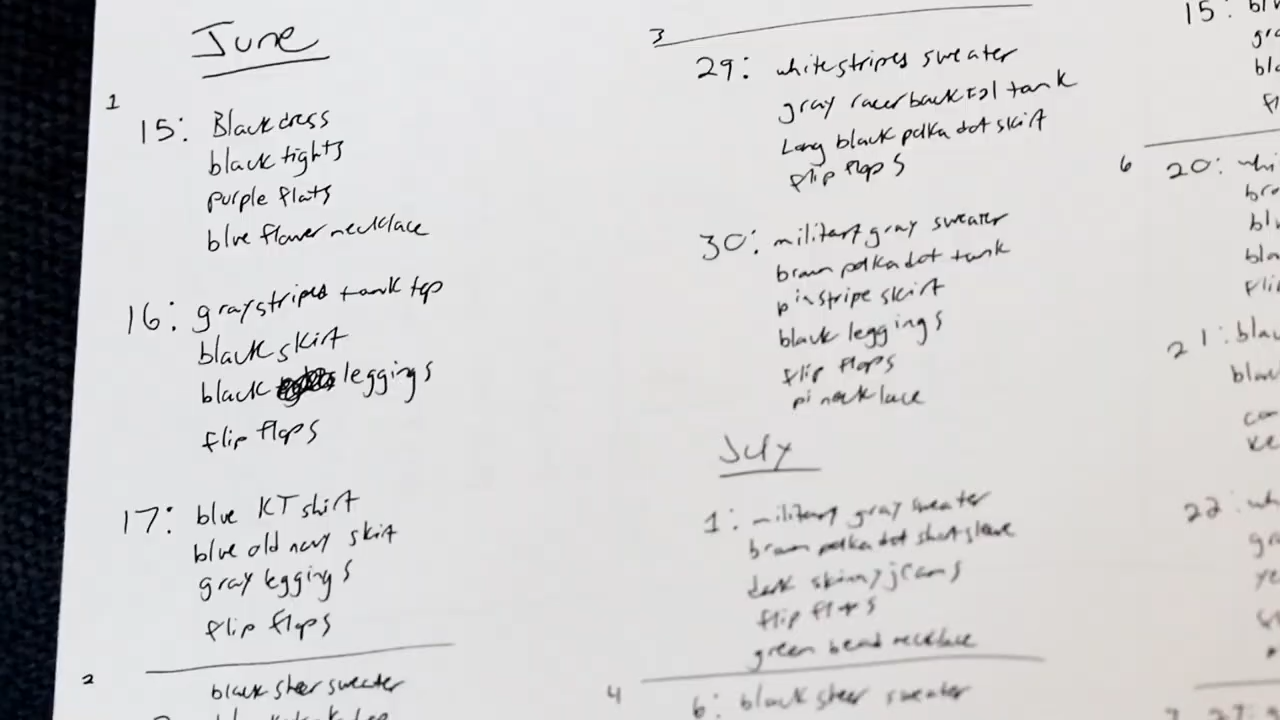 June
1
15: Black dress
black tights
purple flats
blue flower necklace
16: gray stripes tank top
black skirt
black leggings
flip flops
17: blue KT shirt
blue old navy skirt
gray leggings
flip flops
2
black sheer sweater
3
29: white stripes sweater
gray racerback tank
Long black polka dot skirt
flip flops
30: military gray sweater
brown polka dot tank
pinstripe skirt
black leggings
flip flops
pi necklace
July
1: military gray sweater
brown polka dot short sleeve
dark skinny jeans
flip flops
green bead necklace
4
6: black sheer sweater
15:
6
20:
21:
22: